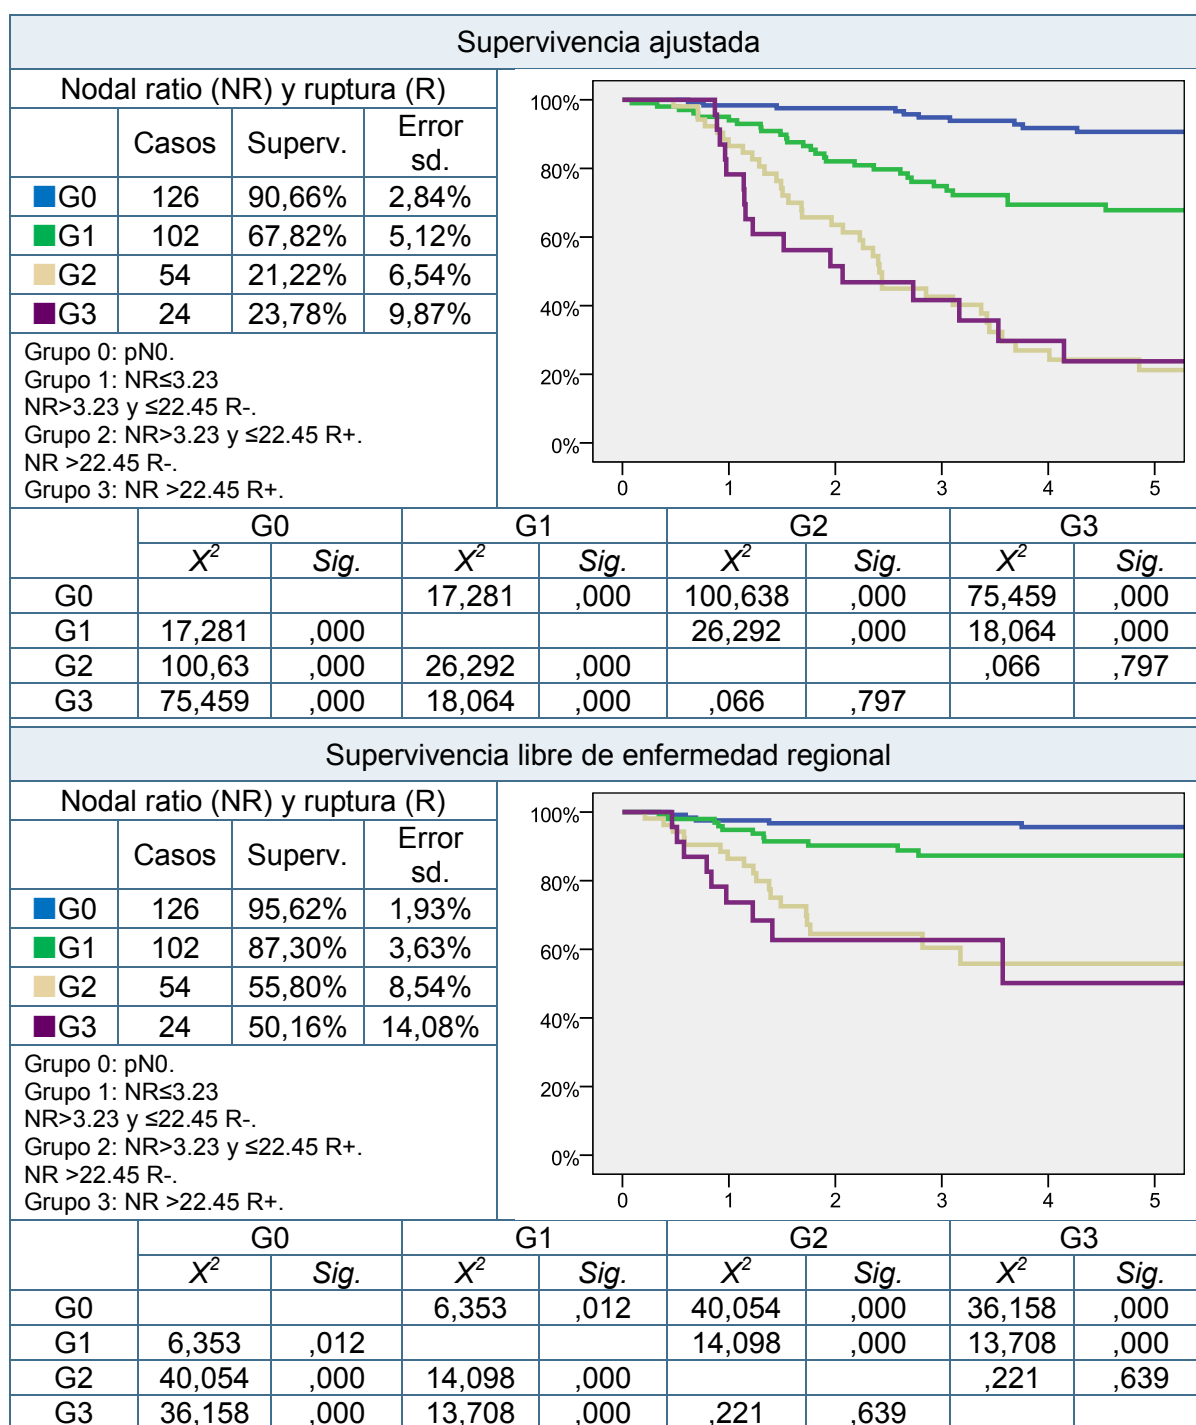 Supervivencia ajustada
Nodal ratio (NR) y ruptura (R)
Casos Superv. Error sd.
G0 126 90,66% 2,84%
G1 102 67,82% 5,12%
G2 54 21,22% 6,54%
G3 24 23,78% 9,87%
Grupo 0: pN0.
Grupo 1: NR≤3.23
NR>3.23 y ≤22.45 R-.
Grupo 2: NR>3.23 y ≤22.45 R+.
NR >22.45 R-.
Grupo 3: NR >22.45 R+.
100%
80%
60%
40%
20%
0%
0 1 2 3 4 5
G0 G1 G2 G3
X² Sig. X² Sig. X² Sig. X² Sig.
G0 17,281 ,000 100,638 ,000 75,459 ,000
G1 17,281 ,000 26,292 ,000 18,064 ,000
G2 100,63 ,000 26,292 ,000 ,066 ,797
G3 75,459 ,000 18,064 ,000 ,066 ,797
Supervivencia libre de enfermedad regional
Nodal ratio (NR) y ruptura (R)
Casos Superv. Error sd.
G0 126 95,62% 1,93%
G1 102 87,30% 3,63%
G2 54 55,80% 8,54%
G3 24 50,16% 14,08%
Grupo 0: pN0.
Grupo 1: NR≤3.23
NR>3.23 y ≤22.45 R-.
Grupo 2: NR>3.23 y ≤22.45 R+.
NR >22.45 R-.
Grupo 3: NR >22.45 R+.
100%
80%
60%
40%
20%
0%
0 1 2 3 4 5
G0 G1 G2 G3
X² Sig. X² Sig. X² Sig. X² Sig.
G0 6,353 ,012 40,054 ,000 36,158 ,000
G1 6,353 ,012 14,098 ,000 13,708 ,000
G2 40,054 ,000 14,098 ,000 ,221 ,639
G3 36,158 ,000 13,708 ,000 ,221 ,639